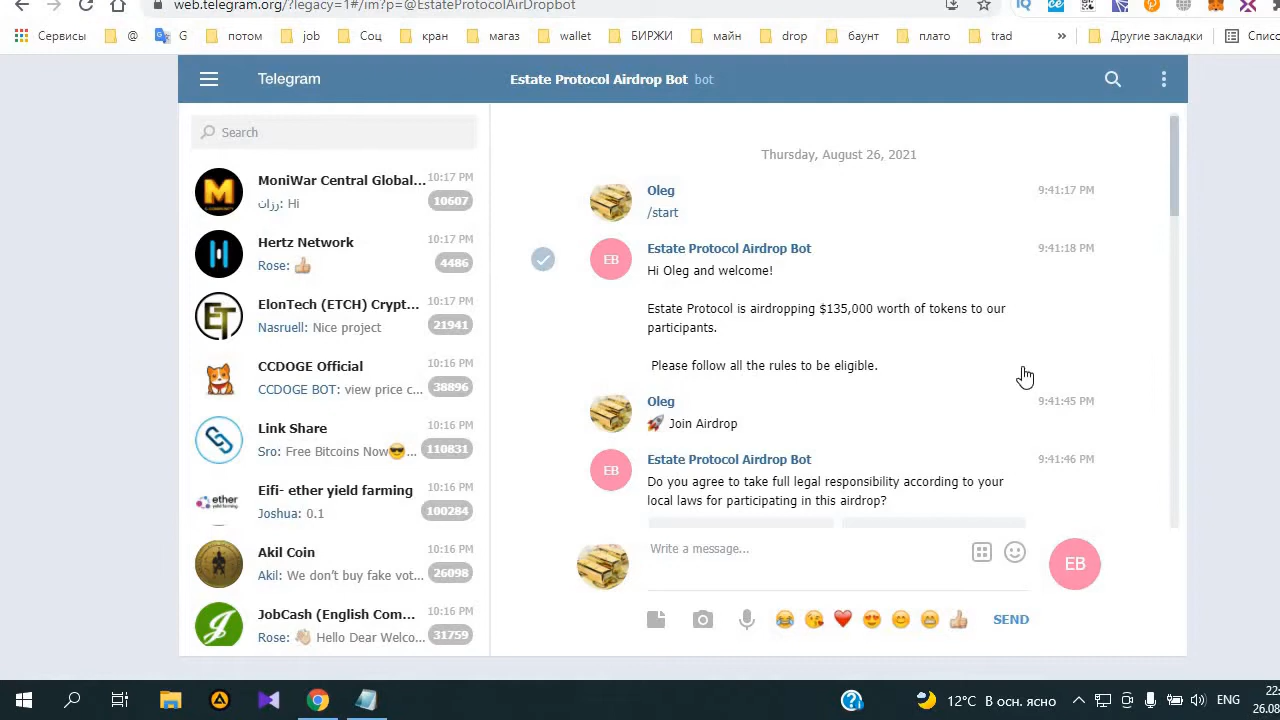 web.telegram.org/?legacy=1#/im?p=@EstateProtocolAirDropbot
Сервисы @ G потом job Соц кран магаз wallet БИРЖИ майн drop баунт плато trad » Другие закладки Списо
Telegram
Estate Protocol Airdrop Bot bot
Search
MoniWar Central Global... 10:17 PM
رزات: Hi 10607
Hertz Network 10:17 PM
Rose: 👍 4486
ElonTech (ETCH) Crypt... 10:17 PM
Nasruell: Nice project 21941
CCDOGE Official 10:16 PM
CCDOGE BOT: view price c... 38896
Link Share 10:16 PM
Sro: Free Bitcoins Now😎... 110831
Eifi- ether yield farming 10:16 PM
Joshua: 0.1 100284
ether
yield farming
Akil Coin 10:16 PM
Akil: We don’t buy fake vot... 26098
JobCash (English Com... 10:16 PM
Rose: 👋 Hello Dear Welco... 31759
Thursday, August 26, 2021
Oleg 9:41:17 PM
/start
EB
Estate Protocol Airdrop Bot 9:41:18 PM
Hi Oleg and welcome!
Estate Protocol is airdropping $135,000 worth of tokens to our
participants.
Please follow all the rules to be eligible.
Oleg 9:41:45 PM
🚀 Join Airdrop
EB
Estate Protocol Airdrop Bot 9:41:46 PM
Do you agree to take full legal responsibility according to your
local laws for participating in this airdrop?
Write a message...
EB
SEND
12°C В осн. ясно ENG
22:
26.08